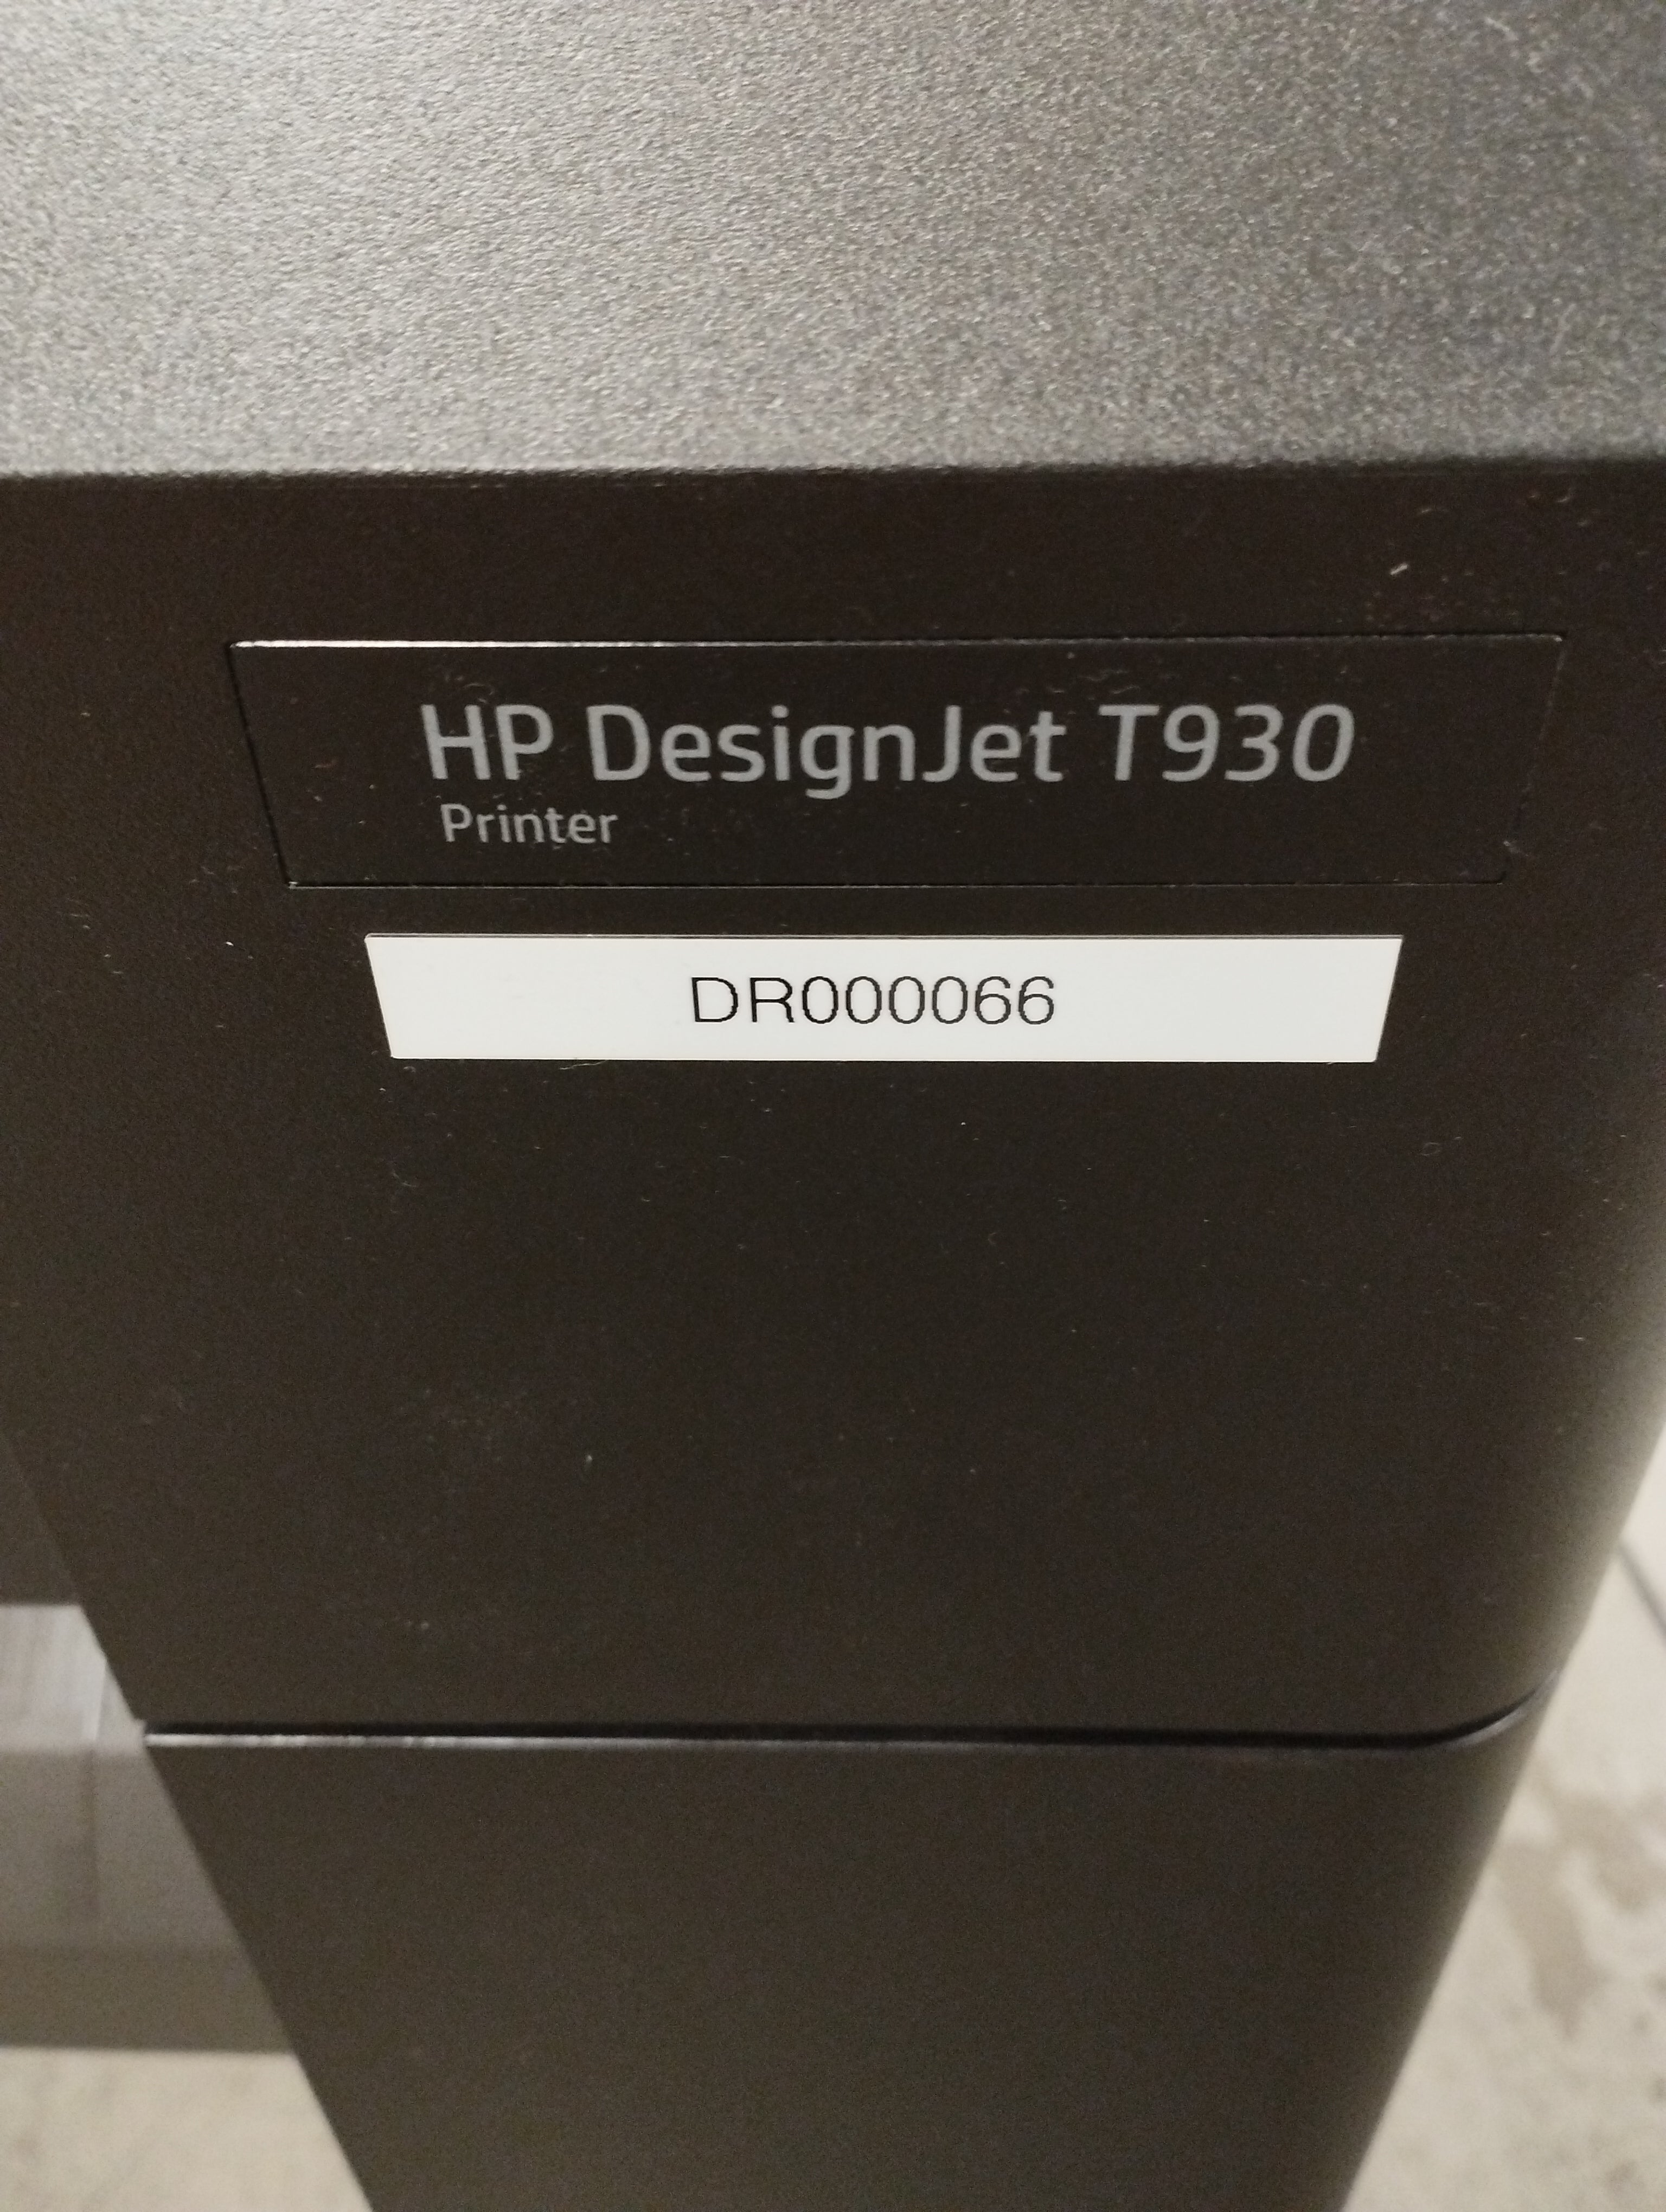 HP DesignJet T930
Printer
DR000066